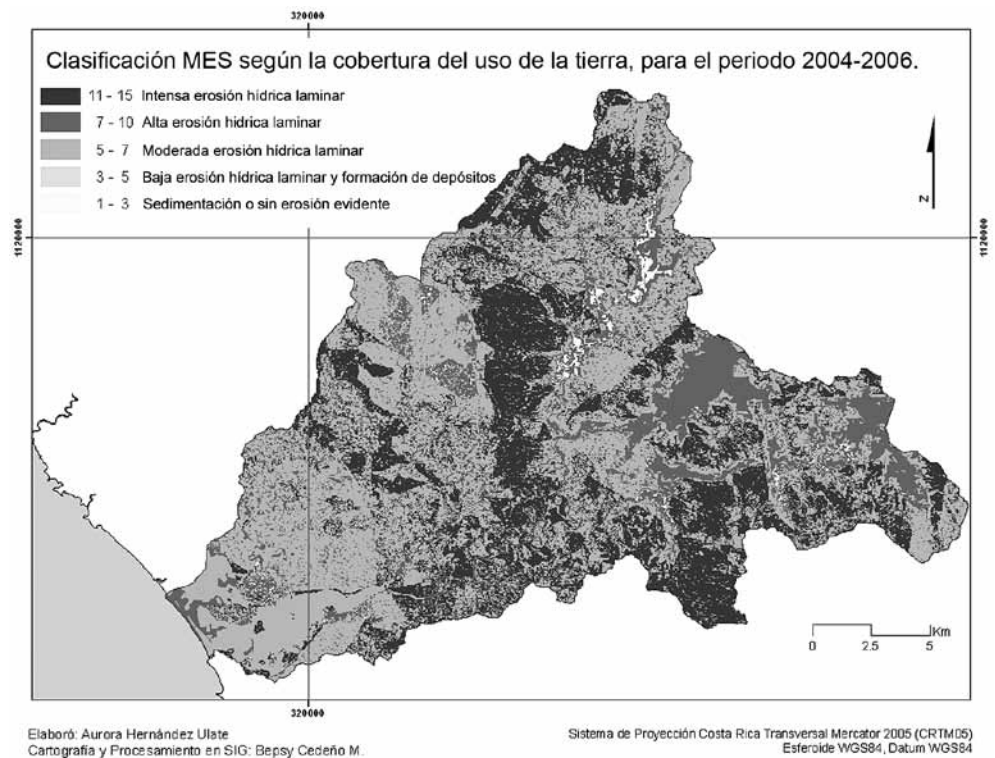 320000
Clasificación MES según la cobertura del uso de la tierra, para el periodo 2004-2006.
11 - 15 Intensa erosión hídrica laminar
7 - 10 Alta erosión hídrica laminar
5 - 7 Moderada erosión hídrica laminar
3 - 5 Baja erosión hídrica laminar y formación de depósitos
1 - 3 Sedimentación o sin erosión evidente
N
1120000
1120000
Km
0 2.5 5
320000
Elaboró: Aurora Hernández Ulate
Cartografía y Procesamiento en SIG: Bepsy Cedeño M.
Sistema de Proyección Costa Rica Transversal Mercator 2005 (CRTM05)
Esferoide WGS84, Datum WGS84